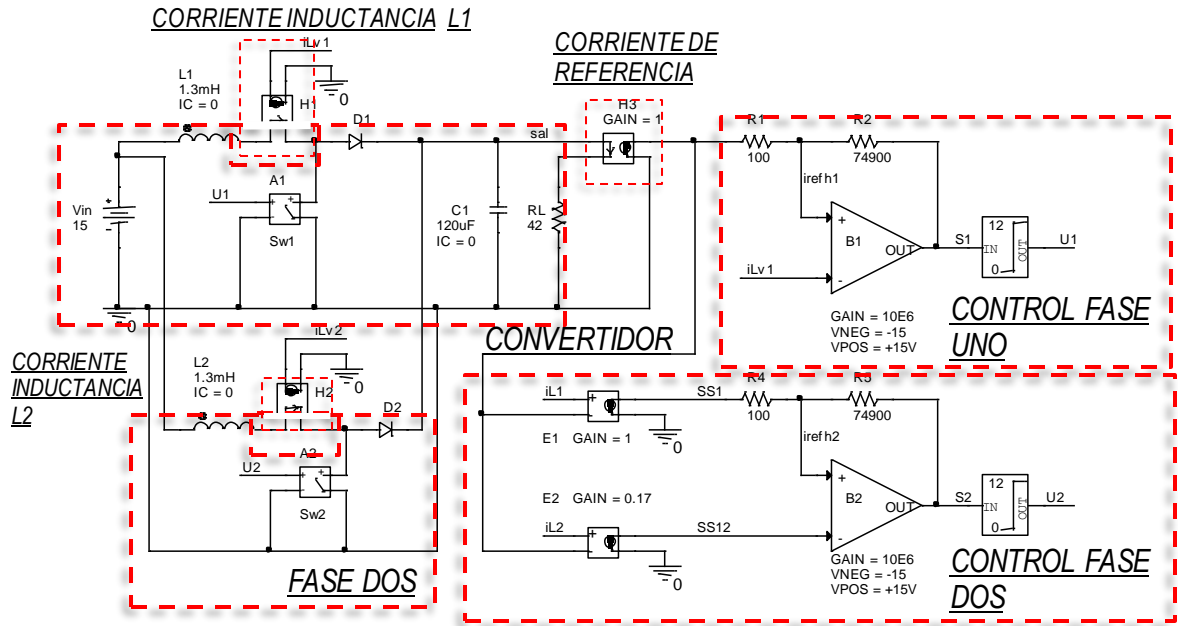 CORRIENTE INDUCTANCIA L1
iLv1
CORRIENTE DE
REFERENCIA
L1
1.3mH
IC = 0
H1
0
D1
sal
H3
GAIN = 1
R1
100
R2
74900
irefh1
Vin
15
U1
A1
Sw1
C1
120uF
IC = 0
RL
42
iLv1
B1
OUT
S1
12
IN
OUT
0
U1
GAIN = 10E6
VNEG = -15
VPOS = +15V
CONTROL FASE
UNO
0
iLv2
CONVERTIDOR
CORRIENTE
INDUCTANCIA
L2
L2
1.3mH
IC = 0
H2
0
D2
iL1
SS1
R4
100
R5
74900
E1 GAIN = 1
0
irefh2
U2
A2
Sw2
E2 GAIN = 0.17
iL2
SS12
0
B2
OUT
S2
12
IN
OUT
0
U2
GAIN = 10E6
VNEG = -15
VPOS = +15V
FASE DOS
CONTROL FASE
DOS